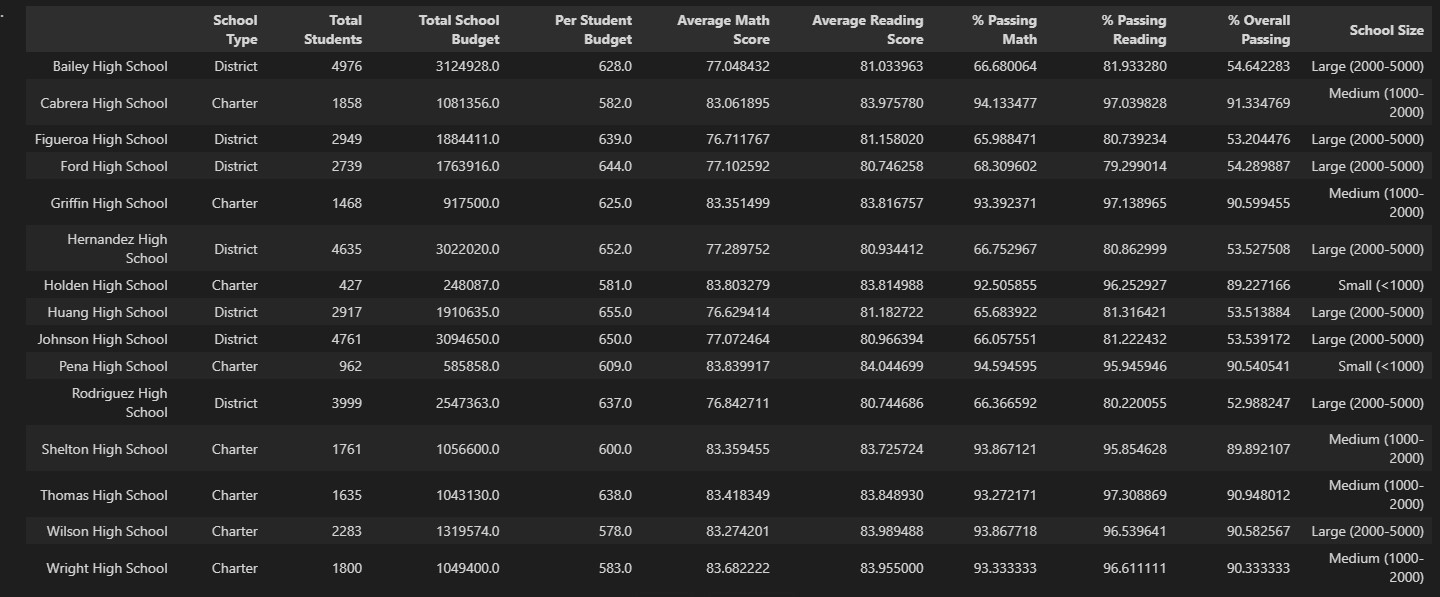 School Type Total Students Total School Budget Per Student Budget Average Math Score Average Reading Score % Passing Math % Passing Reading % Overall Passing School Size
Bailey High School District 4976 3124928.0 628.0 77.048432 81.033963 66.680064 81.933280 54.642283 Large (2000-5000)
Cabrera High School Charter 1858 1081356.0 582.0 83.061895 83.975780 94.133477 97.039828 91.334769 Medium (1000-2000)
Figueroa High School District 2949 1884411.0 639.0 76.711767 81.158020 65.988471 80.739234 53.204476 Large (2000-5000)
Ford High School District 2739 1763916.0 644.0 77.102592 80.746258 68.309602 79.299014 54.289887 Large (2000-5000)
Griffin High School Charter 1468 917500.0 625.0 83.351499 83.816757 93.392371 97.138965 90.599455 Medium (1000-2000)
Hernandez High School District 4635 3022020.0 652.0 77.289752 80.934412 66.752967 80.862999 53.527508 Large (2000-5000)
Holden High School Charter 427 248087.0 581.0 83.803279 83.814988 92.505855 96.252927 89.227166 Small (<1000)
Huang High School District 2917 1910635.0 655.0 76.629414 81.182722 65.683922 81.316421 53.513884 Large (2000-5000)
Johnson High School District 4761 3094650.0 650.0 77.072464 80.966394 66.057551 81.222432 53.539172 Large (2000-5000)
Pena High School Charter 962 585858.0 609.0 83.839917 84.044699 94.594595 95.945946 90.540541 Small (<1000)
Rodriguez High School District 3999 2547363.0 637.0 76.842711 80.744686 66.366592 80.220055 52.988247 Large (2000-5000)
Shelton High School Charter 1761 1056600.0 600.0 83.359455 83.725724 93.867121 95.854628 89.892107 Medium (1000-2000)
Thomas High School Charter 1635 1043130.0 638.0 83.418349 83.848930 93.272171 97.308869 90.948012 Medium (1000-2000)
Wilson High School Charter 2283 1319574.0 578.0 83.274201 83.989488 93.867718 96.539641 90.582567 Large (2000-5000)
Wright High School Charter 1800 1049400.0 583.0 83.682222 83.955000 93.333333 96.611111 90.333333 Medium (1000-2000)